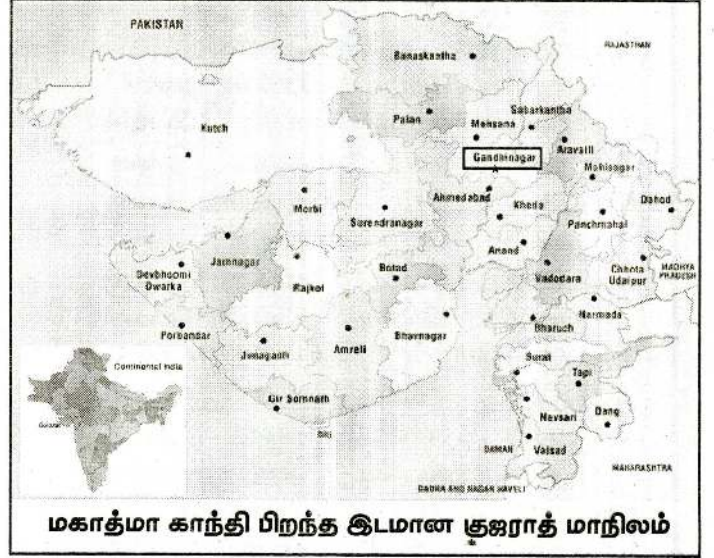 PAKISTAN
RAJASTHAN
Banaskantha
Patan
Sabarkantha
Mehsana
Kutch
Gandhinagar
Aravalli
Mahisagar
Ahmedabad
Kheda
Dahod
Morbi
Surendranagar
Panchmahal
Anand
Jamnagar
Devbhoomi
Dwarka
Rajkot
Botad
Vadodara
Chhota
Udaipur
MADHYA
PRADESH
Narmada
Porbandar
Junagadh
Amreli
Bhavnagar
Bharuch
Surat
Continental India
Tapi
Gujarat
Gir Somnath
Navsari
Dang
DIU
DAMAN
Valsad
MAHARASHTRA
DADRA AND NAGAR HAVELI
மகாத்மா காந்தி பிறந்த இடமான குஜராத் மாநிலம்